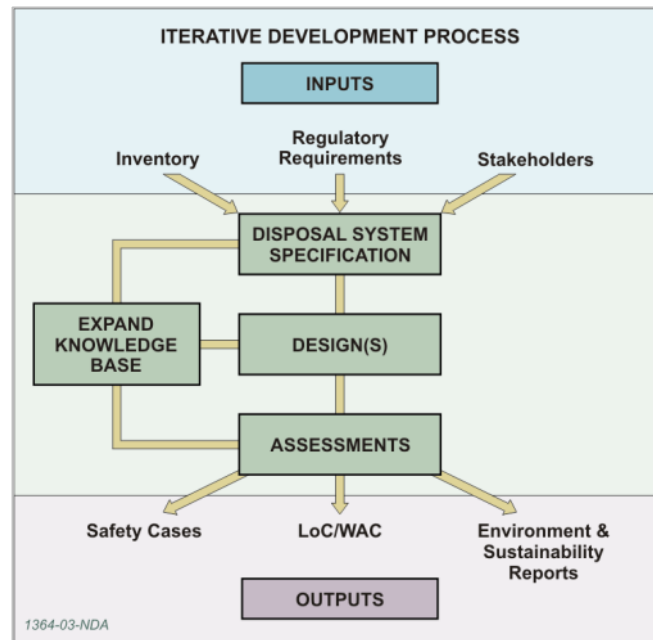 ITERATIVE DEVELOPMENT PROCESS
INPUTS
Inventory
Regulatory
Requirements
Stakeholders
DISPOSAL SYSTEM
SPECIFICATION
EXPAND
KNOWLEDGE
BASE
DESIGN(S)
ASSESSMENTS
Safety Cases
LoC/WAC
Environment &
Sustainability
Reports
OUTPUTS
1364-03-NDA